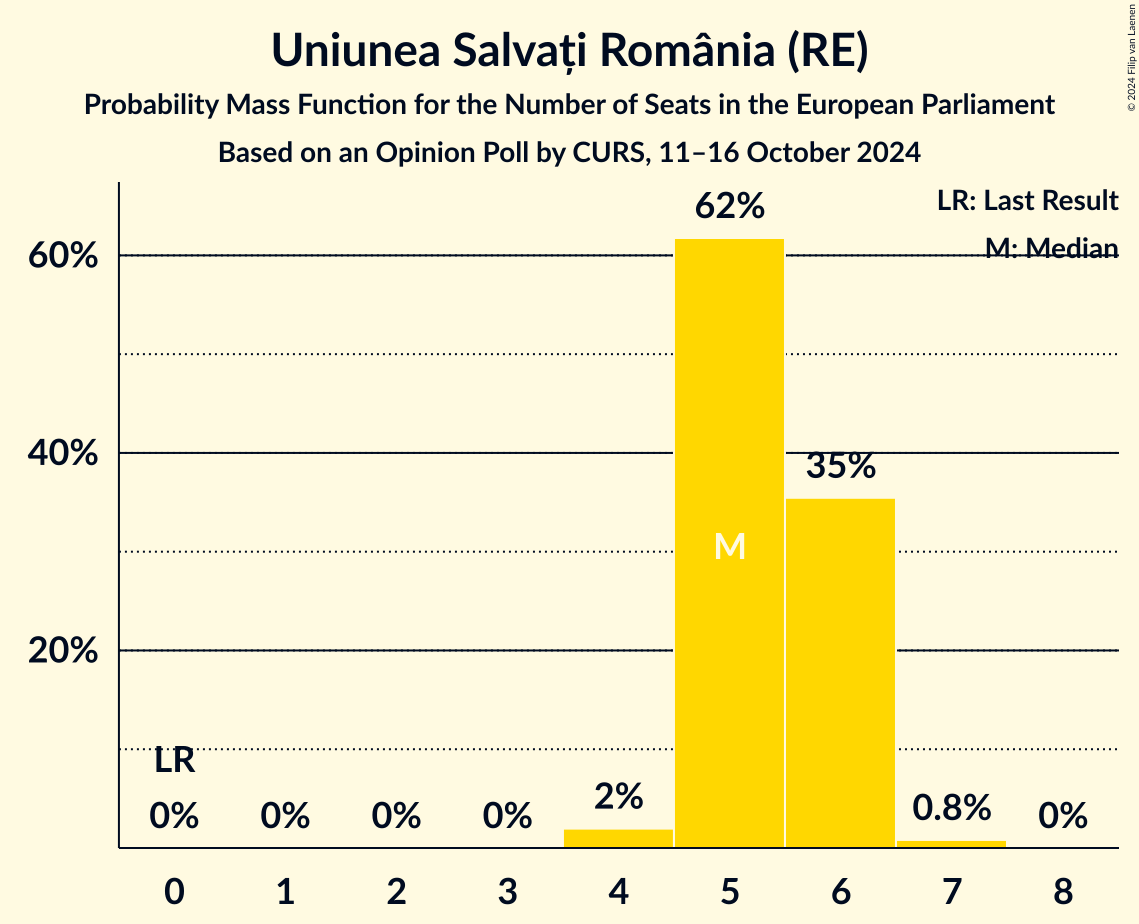 Uniunea Salvați România (RE)
Probability Mass Function for the Number of Seats in the European Parliament
Based on an Opinion Poll by CURS, 11–16 October 2024
© 2024 Filip van Laenen
LR: Last Result
M: Median
60%
40%
20%
62%
35%
M
LR
0%
0%
0%
0%
2%
0.8%
0%
0
1
2
3
4
5
6
7
8